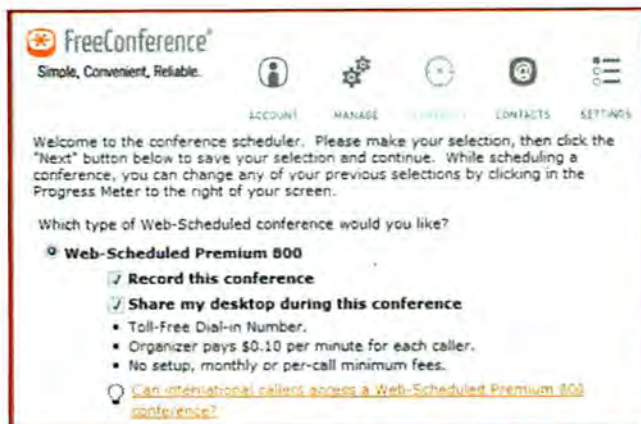 FreeConference®
Simple, Convenient, Reliable.
ACCOUNT MANAGE CONTACTS SETTINGS
Welcome to the conference scheduler. Please make your selection, then click the
"Next" button below to save your selection and continue. While scheduling a
conference, you can change any of your previous selections by clicking in the
Progress Meter to the right of your screen.
Which type of Web-Scheduled conference would you like?
Web-Scheduled Premium 800
Record this conference
Share my desktop during this conference
• Toll-Free Dial-in Number.
• Organizer pays $0.10 per minute for each caller.
• No setup, monthly or per-call minimum fees.
Can international callers access a Web-Scheduled Premium 800
conference?